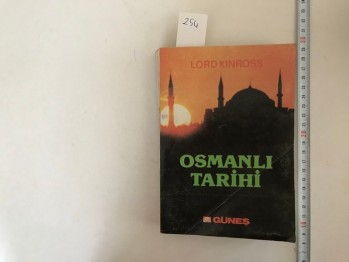 254
LORD KINROSS
OSMANLI
TARİHİ
GÜNEŞ